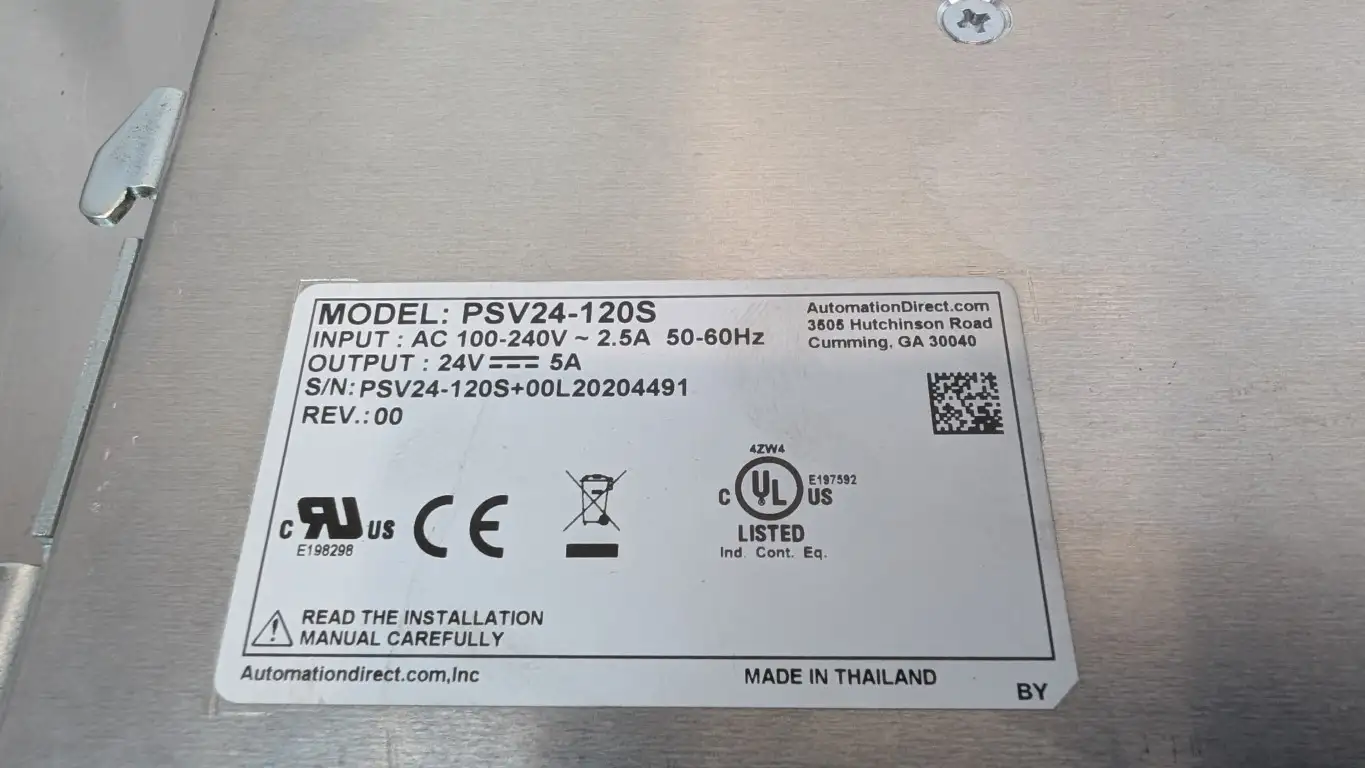 MODEL: PSV24-120S
INPUT : AC 100-240V ~ 2.5A 50-60Hz
OUTPUT : 24V 5A
S/N: PSV24-120S+00L20204491
REV.: 00
AutomationDirect.com
3505 Hutchinson Road
Cumming, GA 30040
C RU US
E198298
CE
4ZW4
C UL US
E197592
LISTED
Ind. Cont. Eq.
READ THE INSTALLATION
MANUAL CAREFULLY
Automationdirect.com,Inc
MADE IN THAILAND
BY